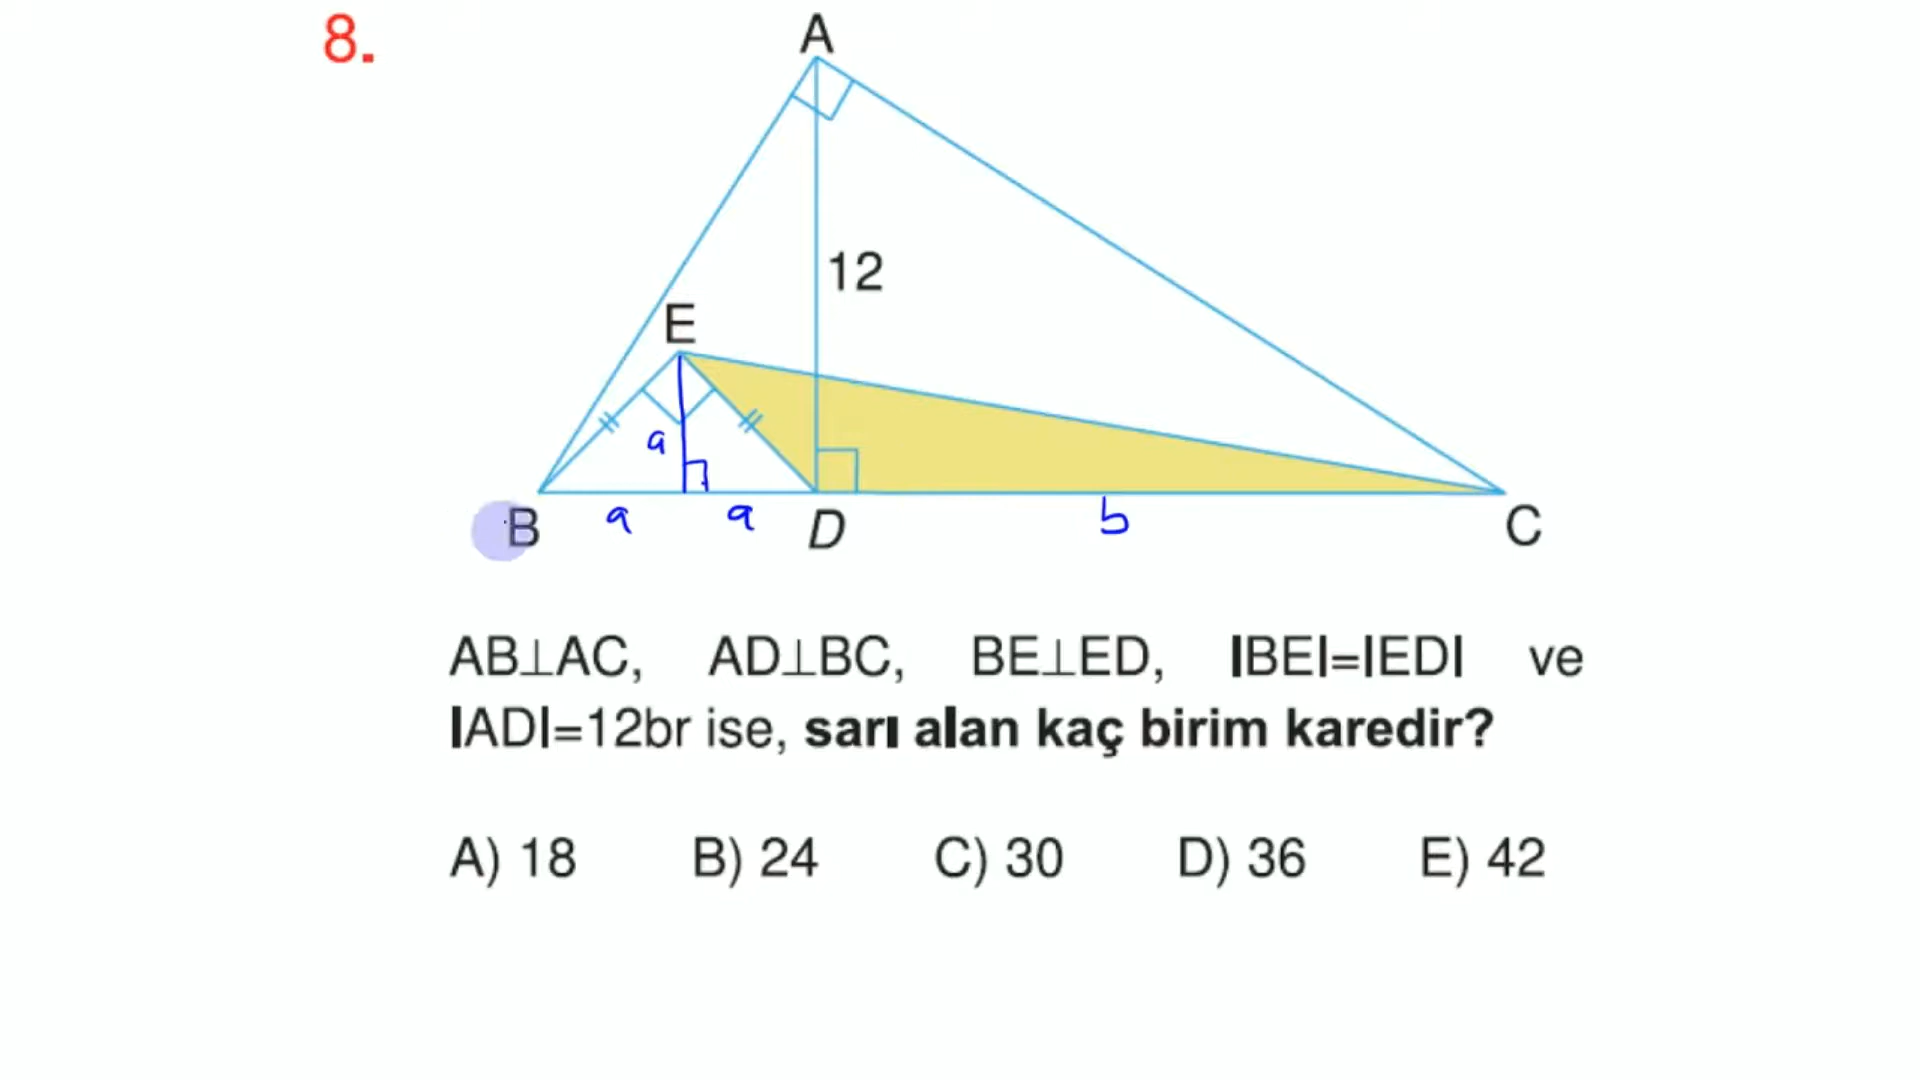 8.
A
12
E
a
B a a D b C
AB⊥AC, AD⊥BC, BE⊥ED, |BE|=|ED| ve
|AD|=12br ise, sarı alan kaç birim karedir?
A) 18 B) 24 C) 30 D) 36 E) 42